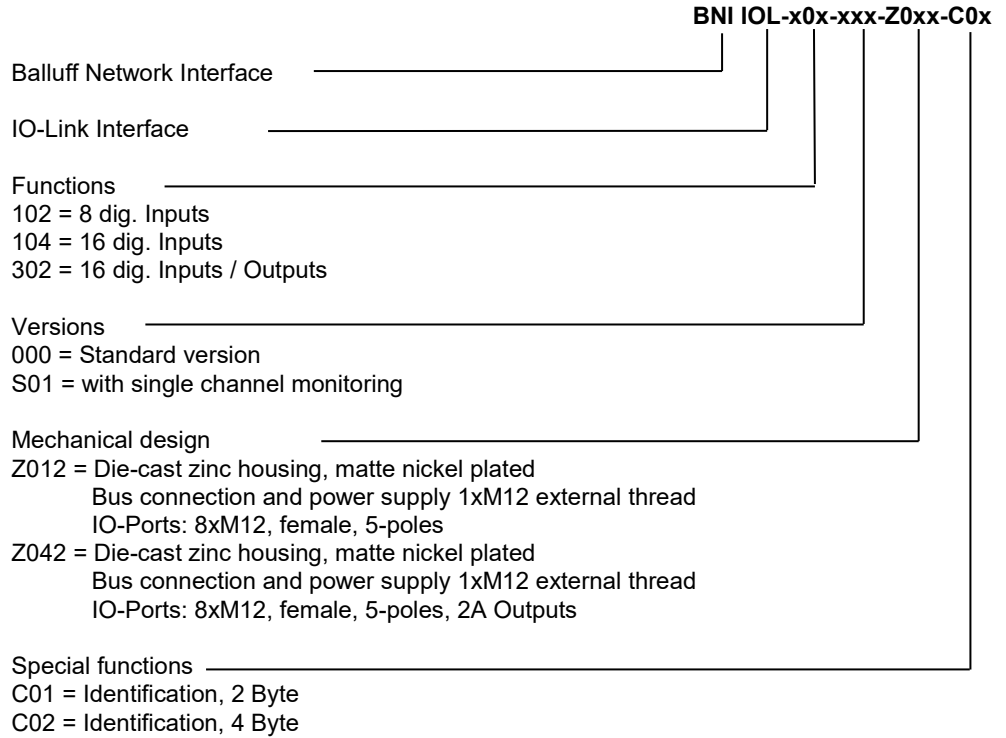 BNI IOL-x0x-xxx-Z0xx-C0x
Balluff Network Interface
IO-Link Interface
Functions
102 = 8 dig. Inputs
104 = 16 dig. Inputs
302 = 16 dig. Inputs / Outputs
Versions
000 = Standard version
S01 = with single channel monitoring
Mechanical design
Z012 = Die-cast zinc housing, matte nickel plated
Bus connection and power supply 1xM12 external thread
IO-Ports: 8xM12, female, 5-poles
Z042 = Die-cast zinc housing, matte nickel plated
Bus connection and power supply 1xM12 external thread
IO-Ports: 8xM12, female, 5-poles, 2A Outputs
Special functions
C01 = Identification, 2 Byte
C02 = Identification, 4 Byte